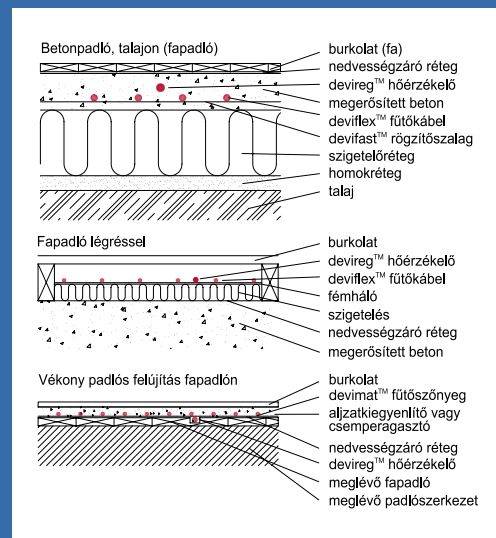 Betonpadló, talajon (fapadló)
burkolat (fa)
nedvességzáró réteg
devireg™ hőérzékelő
megerősített beton
deviflex™ fűtőkábel
devifast™ rögzítőszalag
szigetelőréteg
homokréteg
talaj
Fapadló légréssel
burkolat
devireg™ hőérzékelő
deviflex™ fűtőkábel
fémháló
szigetelés
nedvességzáró réteg
megerősített beton
Vékony padlós felújítás fapadlón
burkolat
devimat™ fűtőszőnyeg
aljzatkiegyenlítő vagy
csemperagasztó
nedvességzáró réteg
devireg™ hőérzékelő
meglévő fapadló
meglévő padlószerkezet